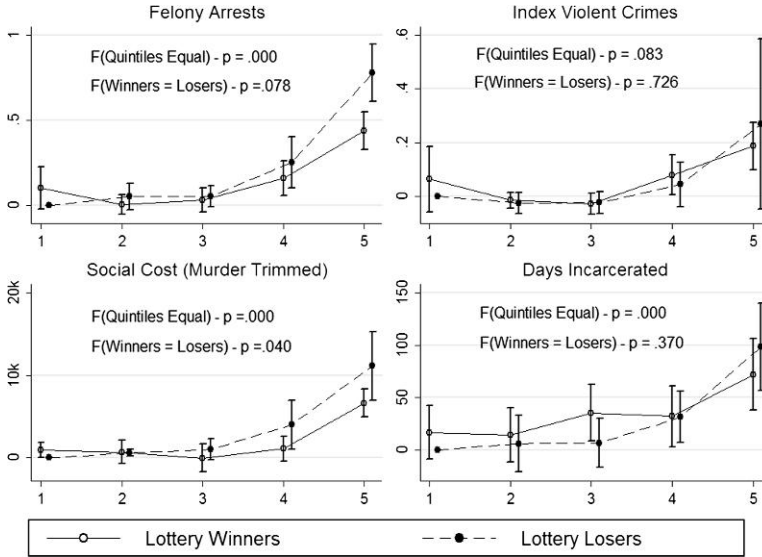 Felony Arrests
1
.5
0
F(Quintiles Equal) - p = .000
F(Winners = Losers) - p =.078
1 2 3 4 5
Index Violent Crimes
.6
.4
.2
0
F(Quintiles Equal) - p = .083
F(Winners = Losers) - p = .726
1 2 3 4 5
Social Cost (Murder Trimmed)
20k
10k
0
F(Quintiles Equal) - p =.000
F(Winners = Losers) - p =.040
1 2 3 4 5
Days Incarcerated
150
100
50
0
F(Quintiles Equal) - p = .000
F(Winners = Losers) - p = .370
1 2 3 4 5
Lottery Winners
Lottery Losers